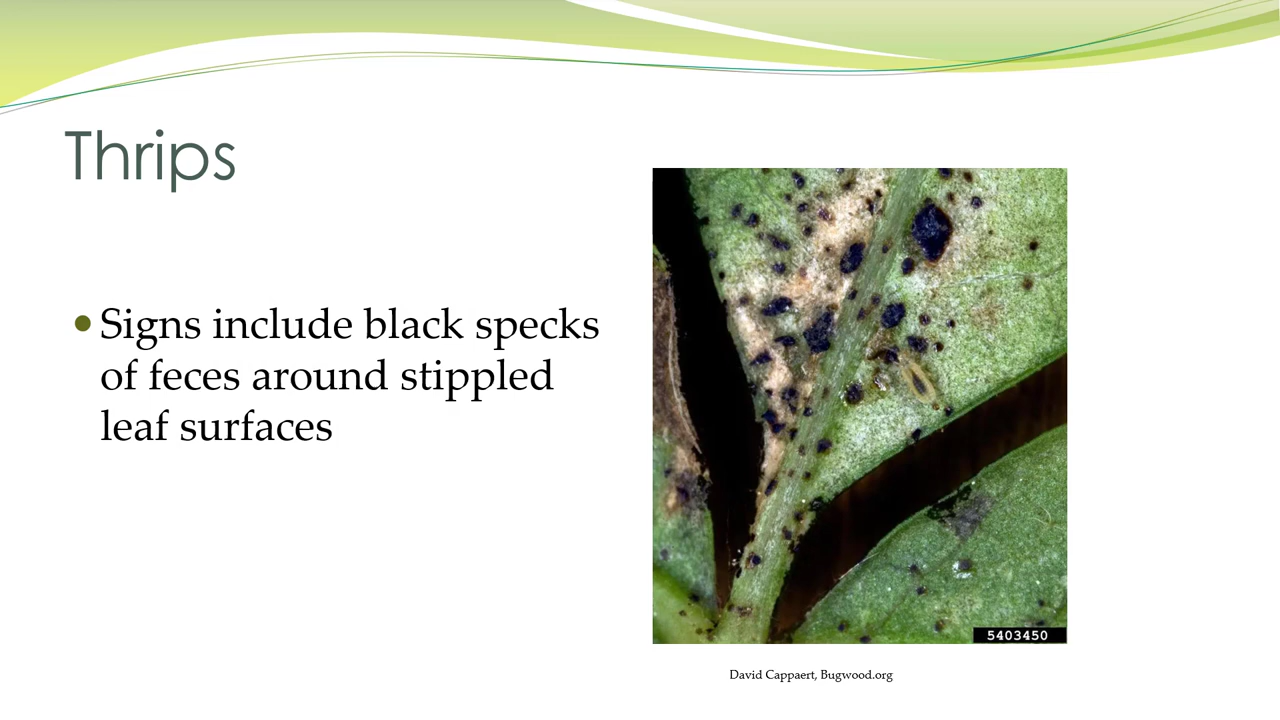 Thrips
• Signs include black specks
of feces around stippled
leaf surfaces
5403450
David Cappaert, Bugwood.org